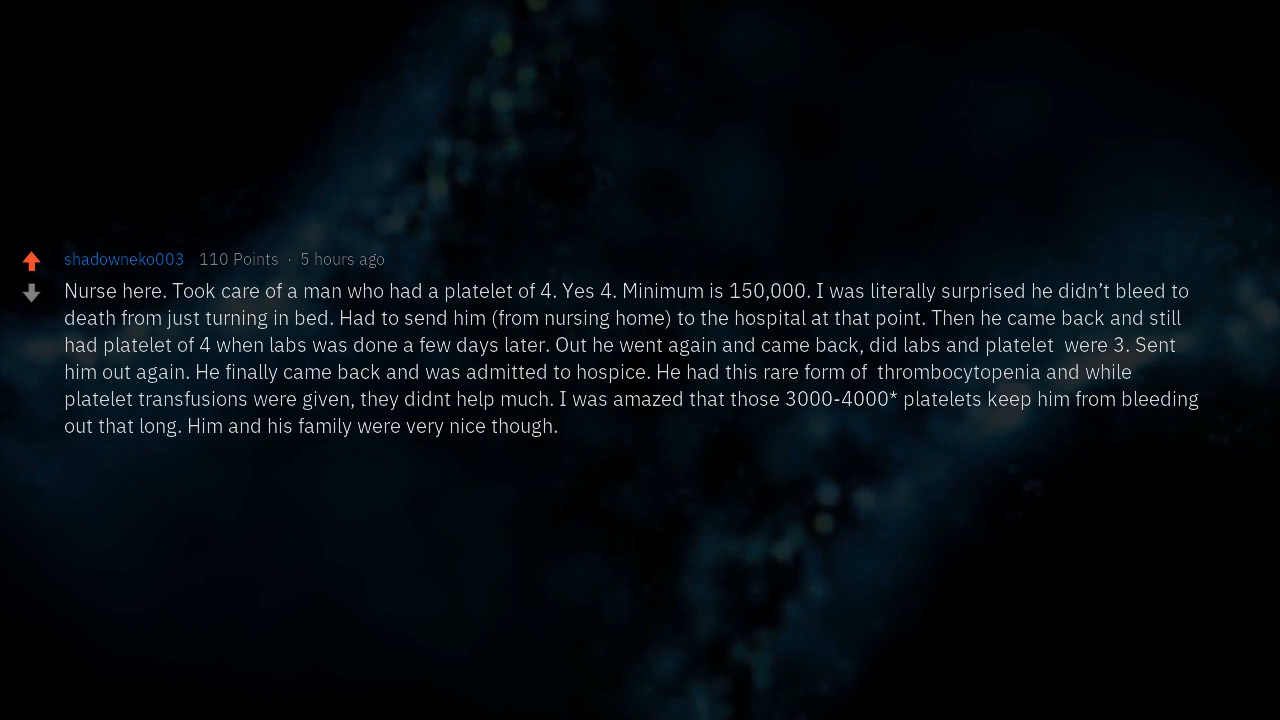 shadowneko003 110 Points · 5 hours ago
Nurse here. Took care of a man who had a platelet of 4. Yes 4. Minimum is 150,000. I was literally surprised he didn’t bleed to
death from just turning in bed. Had to send him (from nursing home) to the hospital at that point. Then he came back and still
had platelet of 4 when labs was done a few days later. Out he went again and came back, did labs and platelet  were 3. Sent
him out again. He finally came back and was admitted to hospice. He had this rare form of  thrombocytopenia and while
platelet transfusions were given, they didnt help much. I was amazed that those 3000-4000* platelets keep him from bleeding
out that long. Him and his family were very nice though.